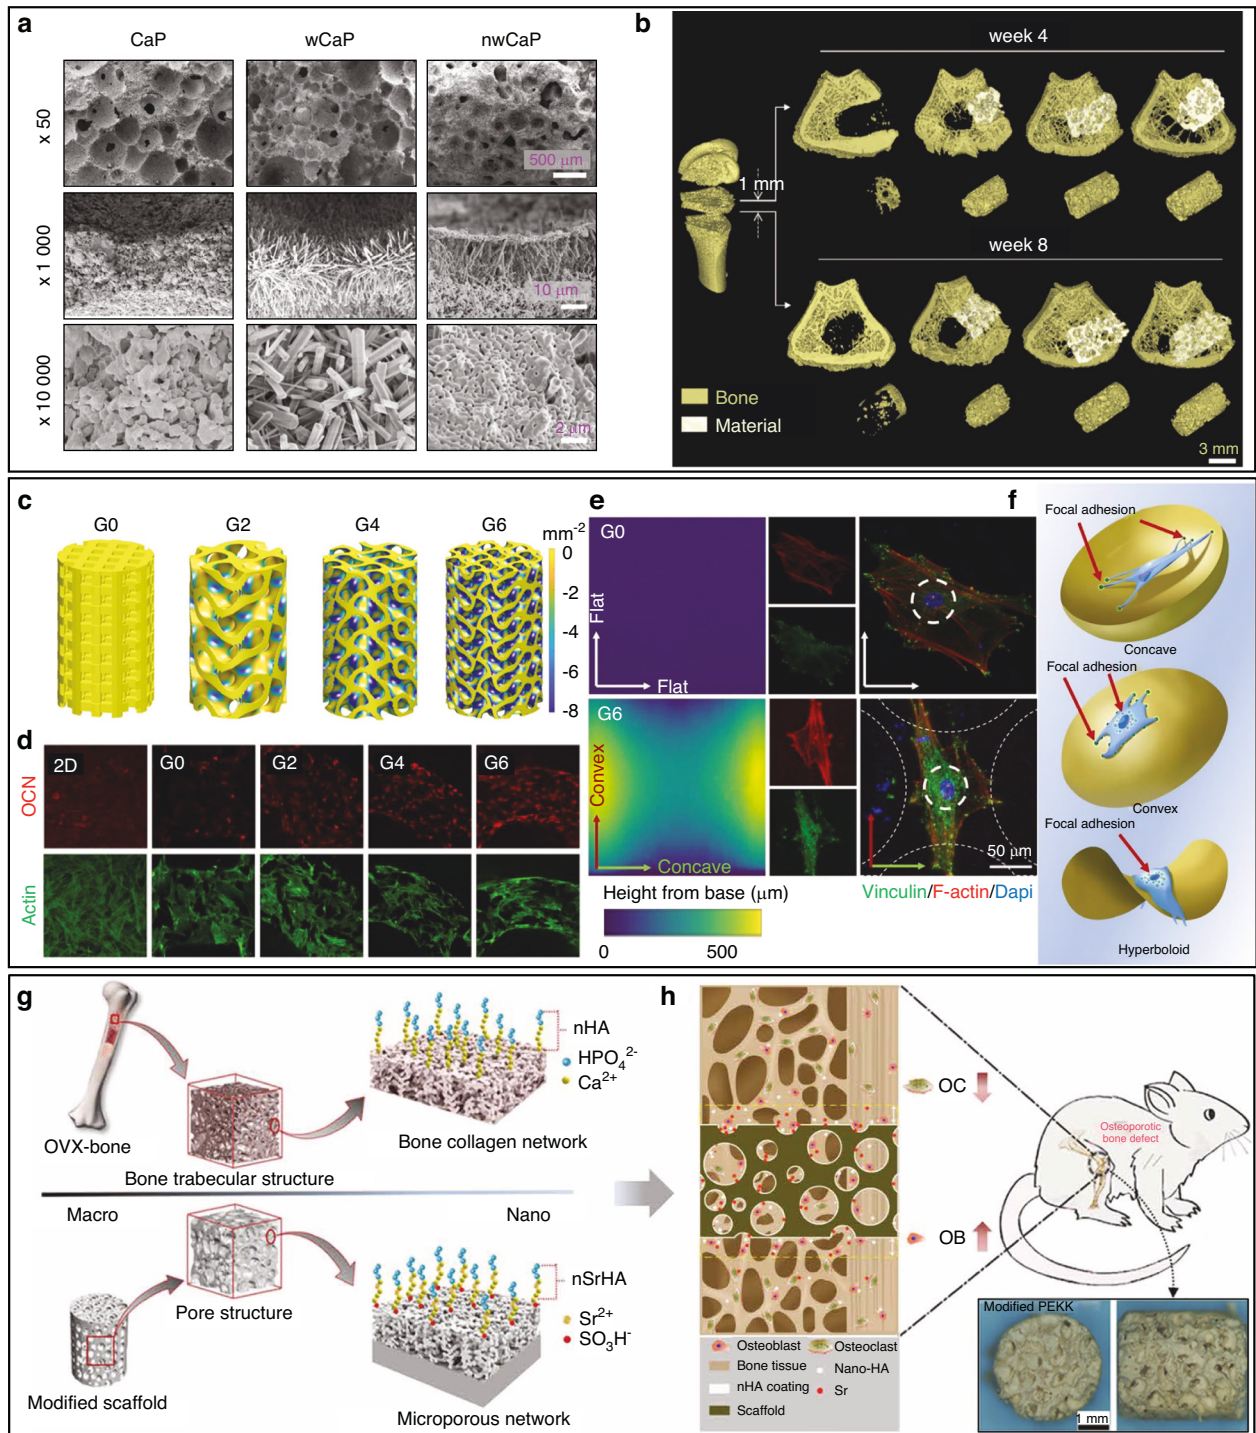 a
CaP
wCaP
nwCaP
x 50
x 1 000
x 10 000
500 µm
10 µm
2 µm
b
week 4
1 mm
week 8
Bone
Material
3 mm
c
G0
G2
G4
G6
mm-2
0
-2
-4
-6
-8
d
2D
G0
G2
G4
G6
OCN
Actin
e
G0
Flat
Flat
G6
Convex
Concave
50 µm
Height from base (µm)
0
500
Vinculin/F-actin/Dapi
f
Focal adhesion
Concave
Focal adhesion
Convex
Focal adhesion
Hyperboloid
g
OVX-bone
Bone trabecular structure
nHA
HPO42-
Ca2+
Bone collagen network
Macro
Nano
Pore structure
Modified scaffold
nSrHA
Sr2+
SO3H-
Microporous network
h
OC
OB
Osteoporotic
bone defect
Osteoblast
Osteoclast
Bone tissue
Nano-HA
nHA coating
Sr
Scaffold
Modified PEKK
1 mm